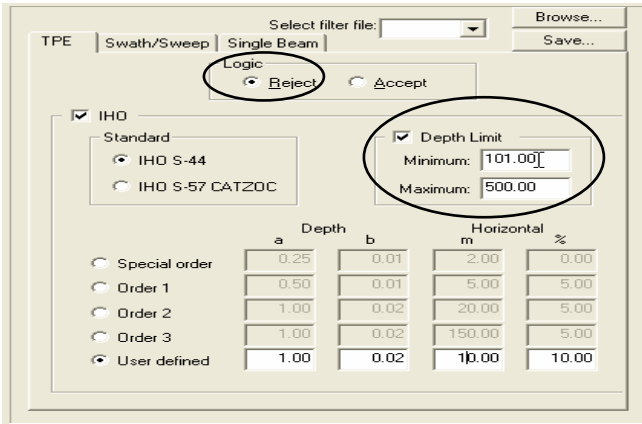 Select filter file: Browse...
TPE Swath/Sweep Single Beam Save...
Logic
Reject Accept
IHO
Standard Depth Limit
IHO S-44 Minimum: 101.00
IHO S-57 CATZOC Maximum: 500.00
Depth Horizontal
a b m %
Special order 0.25 0.01 2.00 0.00
Order 1 0.50 0.01 5.00 5.00
Order 2 1.00 0.02 20.00 5.00
Order 3 1.00 0.02 150.00 5.00
User defined 1.00 0.02 10.00 10.00